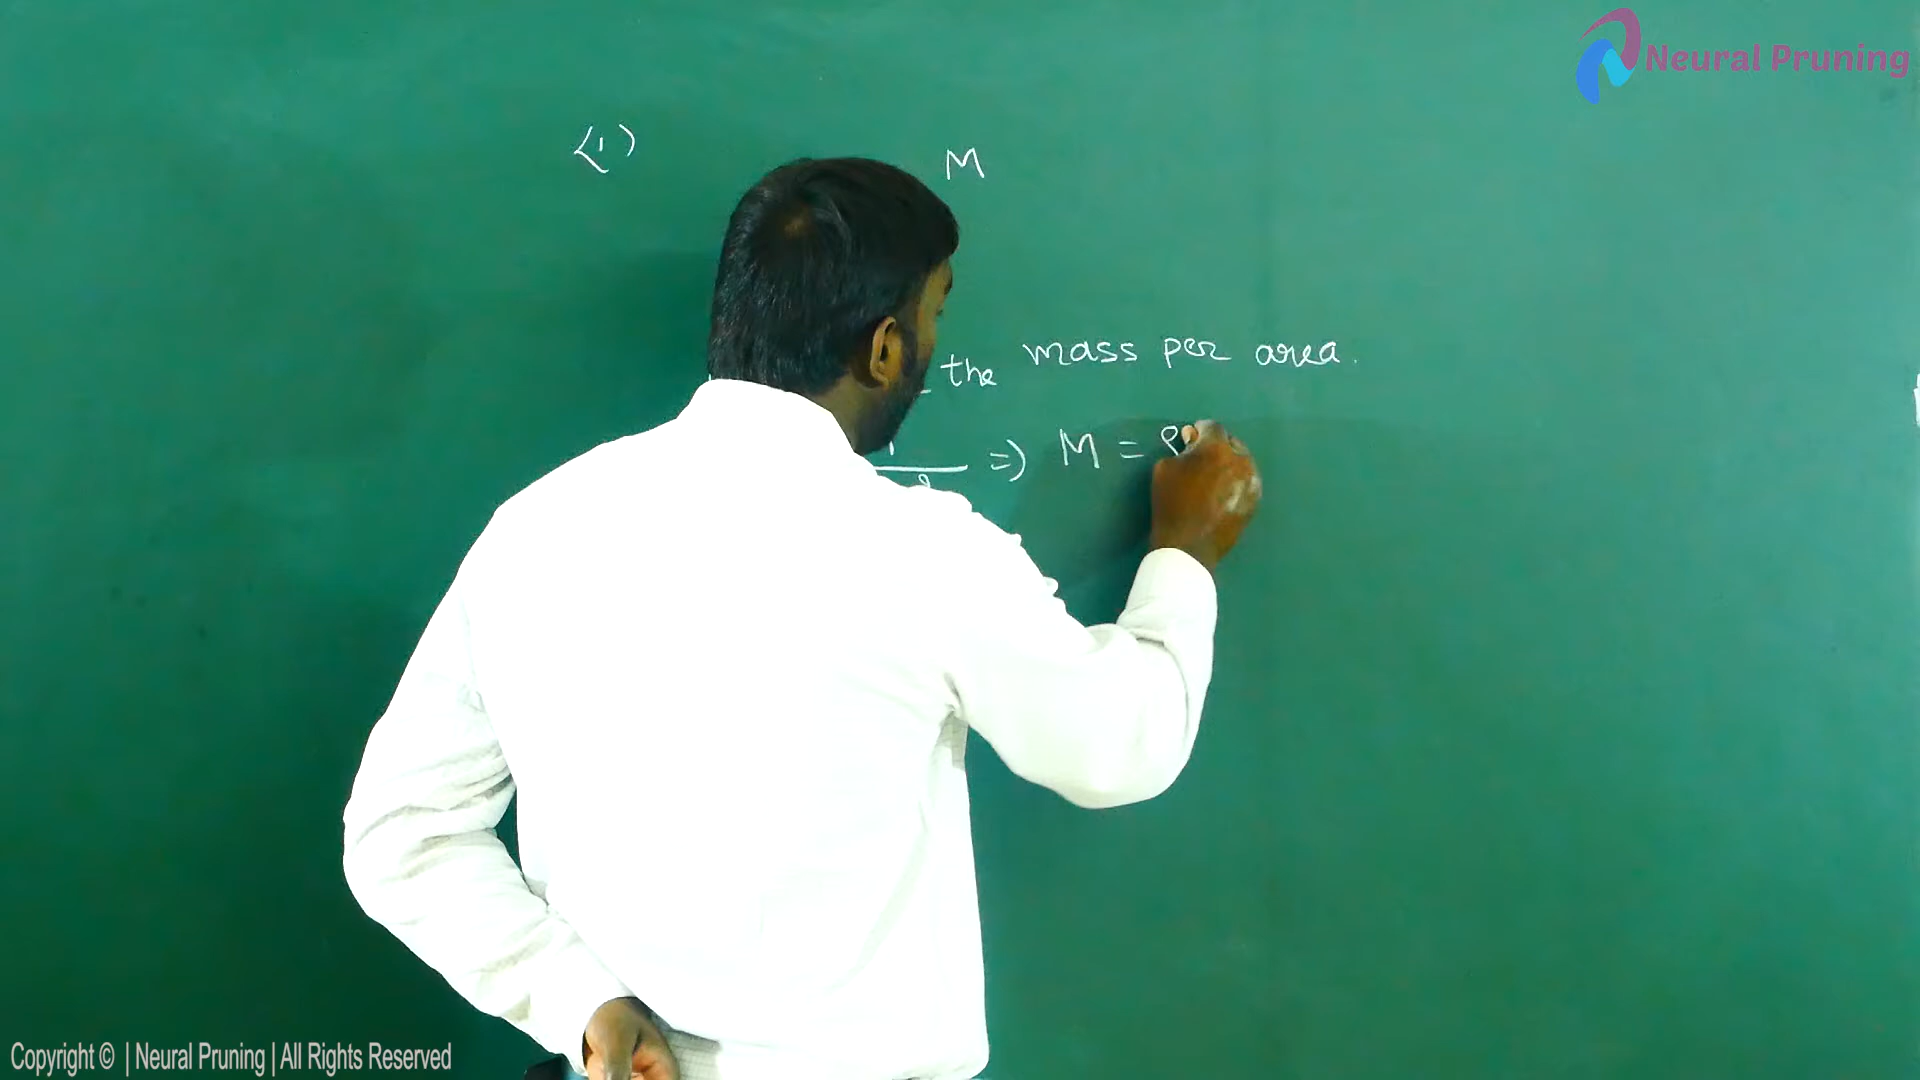 Neural Pruning
(1) M
the mass per area.
=> M = ρ
Copyright © | Neural Pruning | All Rights Reserved